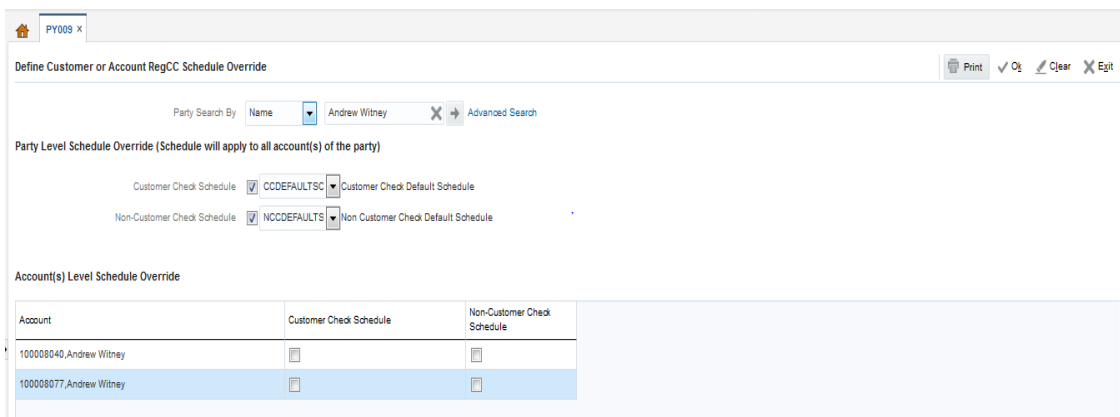 PY009 ×
Define Customer or Account RegCC Schedule Override Print Ok Clear Exit
Party Search By Name Andrew Witney Advanced Search
Party Level Schedule Override (Schedule will apply to all account(s) of the party)
Customer Check Schedule CCDEFAULTSC Customer Check Default Schedule
Non-Customer Check Schedule NCCDEFAULTS Non Customer Check Default Schedule
Account(s) Level Schedule Override
Account Customer Check Schedule Non-Customer Check
Schedule
100008040,Andrew Witney
100008077,Andrew Witney